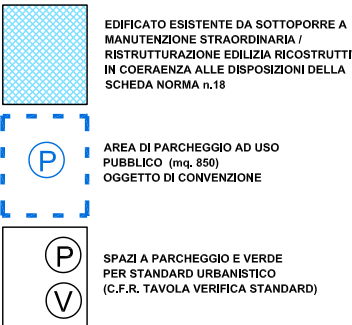 EDIFICATO ESISTENTE DA SOTTOPORRE A
MANUTENZIONE STRAORDINARIA /
RISTRUTTURAZIONE EDILIZIA RICOSTRUTTI
IN COERAENZA ALLE DISPOSIZIONI DELLA
SCHEDA NORMA n.18
P
AREA DI PARCHEGGIO AD USO
PUBBLICO (mq. 850)
OGGETTO DI CONVENZIONE
P
V
SPAZI A PARCHEGGIO E VERDE
PER STANDARD URBANISTICO
(C.F.R. TAVOLA VERIFICA STANDARD)